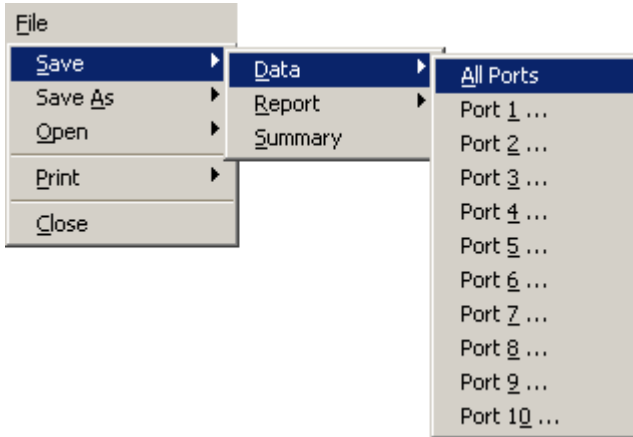 File
Save
Save As
Open
Print
Close
Data
Report
Summary
All Ports
Port 1 ...
Port 2 ...
Port 3 ...
Port 4 ...
Port 5 ...
Port 6 ...
Port 7 ...
Port 8 ...
Port 9 ...
Port 10 ...